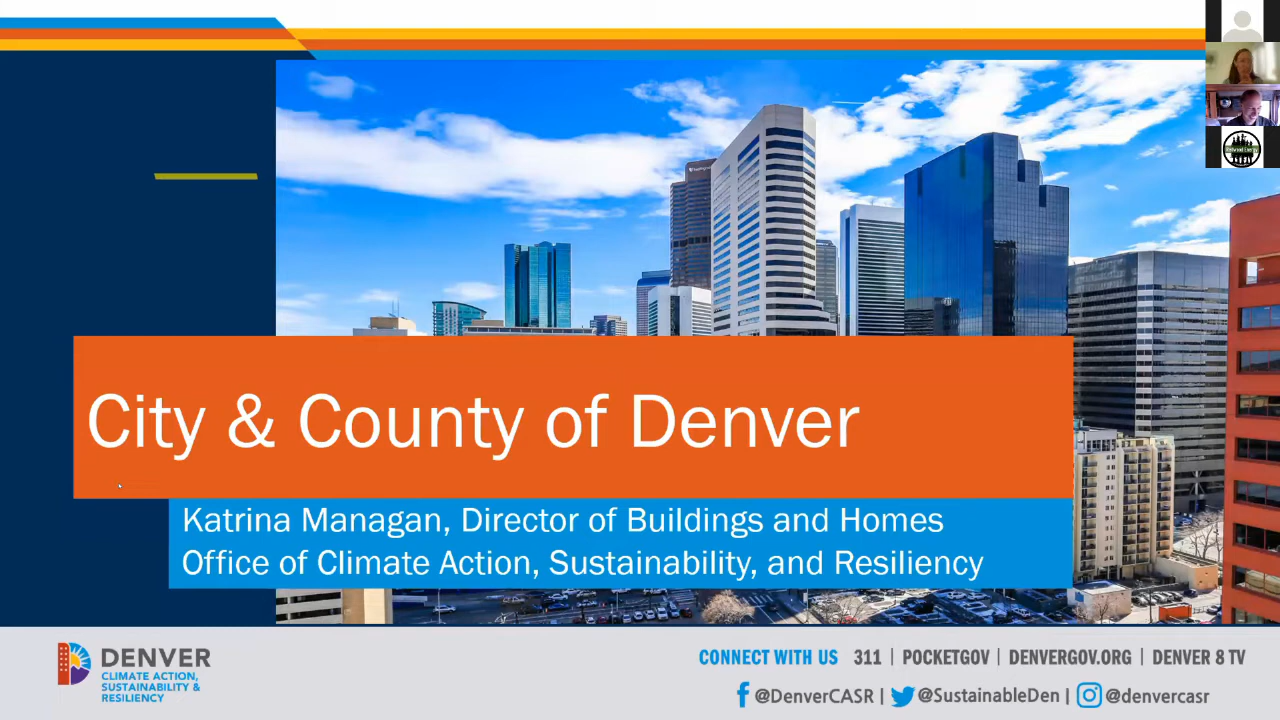 City & County of Denver
Katrina Managan, Director of Buildings and Homes
Office of Climate Action, Sustainability, and Resiliency
DENVER
CLIMATE ACTION,
SUSTAINABILITY &
RESILIENCY
CONNECT WITH US 311 | POCKETGOV | DENVERGOV.ORG | DENVER 8 TV
@DenverCASR | @SustainableDen | @denvercasr